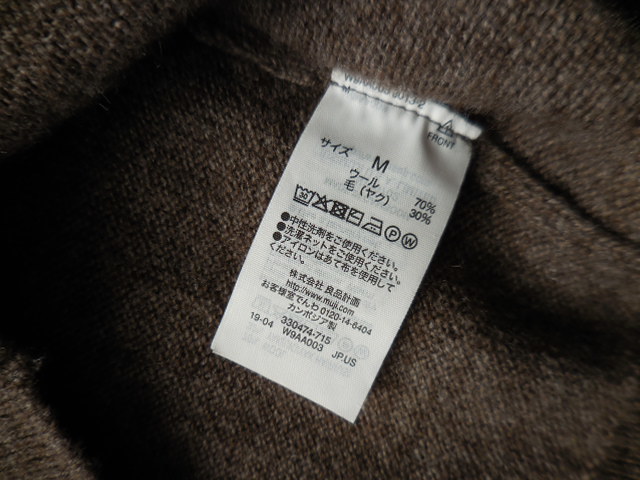 サイズ M
ウール 70%
毛（ヤク） 30%
30 P W
●中性洗剤をご使用ください。
●洗濯ネットをご使用ください。
●アイロンはあて布を使用して
ください。
株式会社 良品計画
http://www.muji.com
お客様室でんわ 0120-14-6404
カンボジア製
330474-715
19-04 W9AA003 JP.US
FRONT